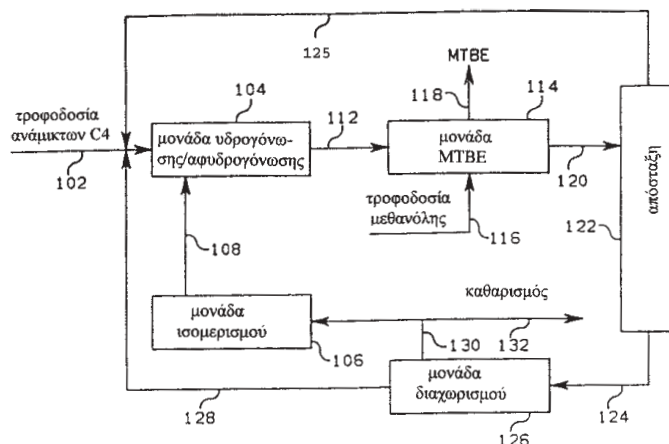 125
MTBE
τροφοδοσία
ανάμικτων C4
104
118
114
112
μονάδα υδρογόνω-
σης/αφυδρογόνωσης
μονάδα
MTBE
102
120
τροφοδοσία
μεθανόλης
116
απόσταξη
122
108
καθαρισμός
μονάδα
ισομερισμού
106
130
132
μονάδα
διαχωρισμού
128
124
126